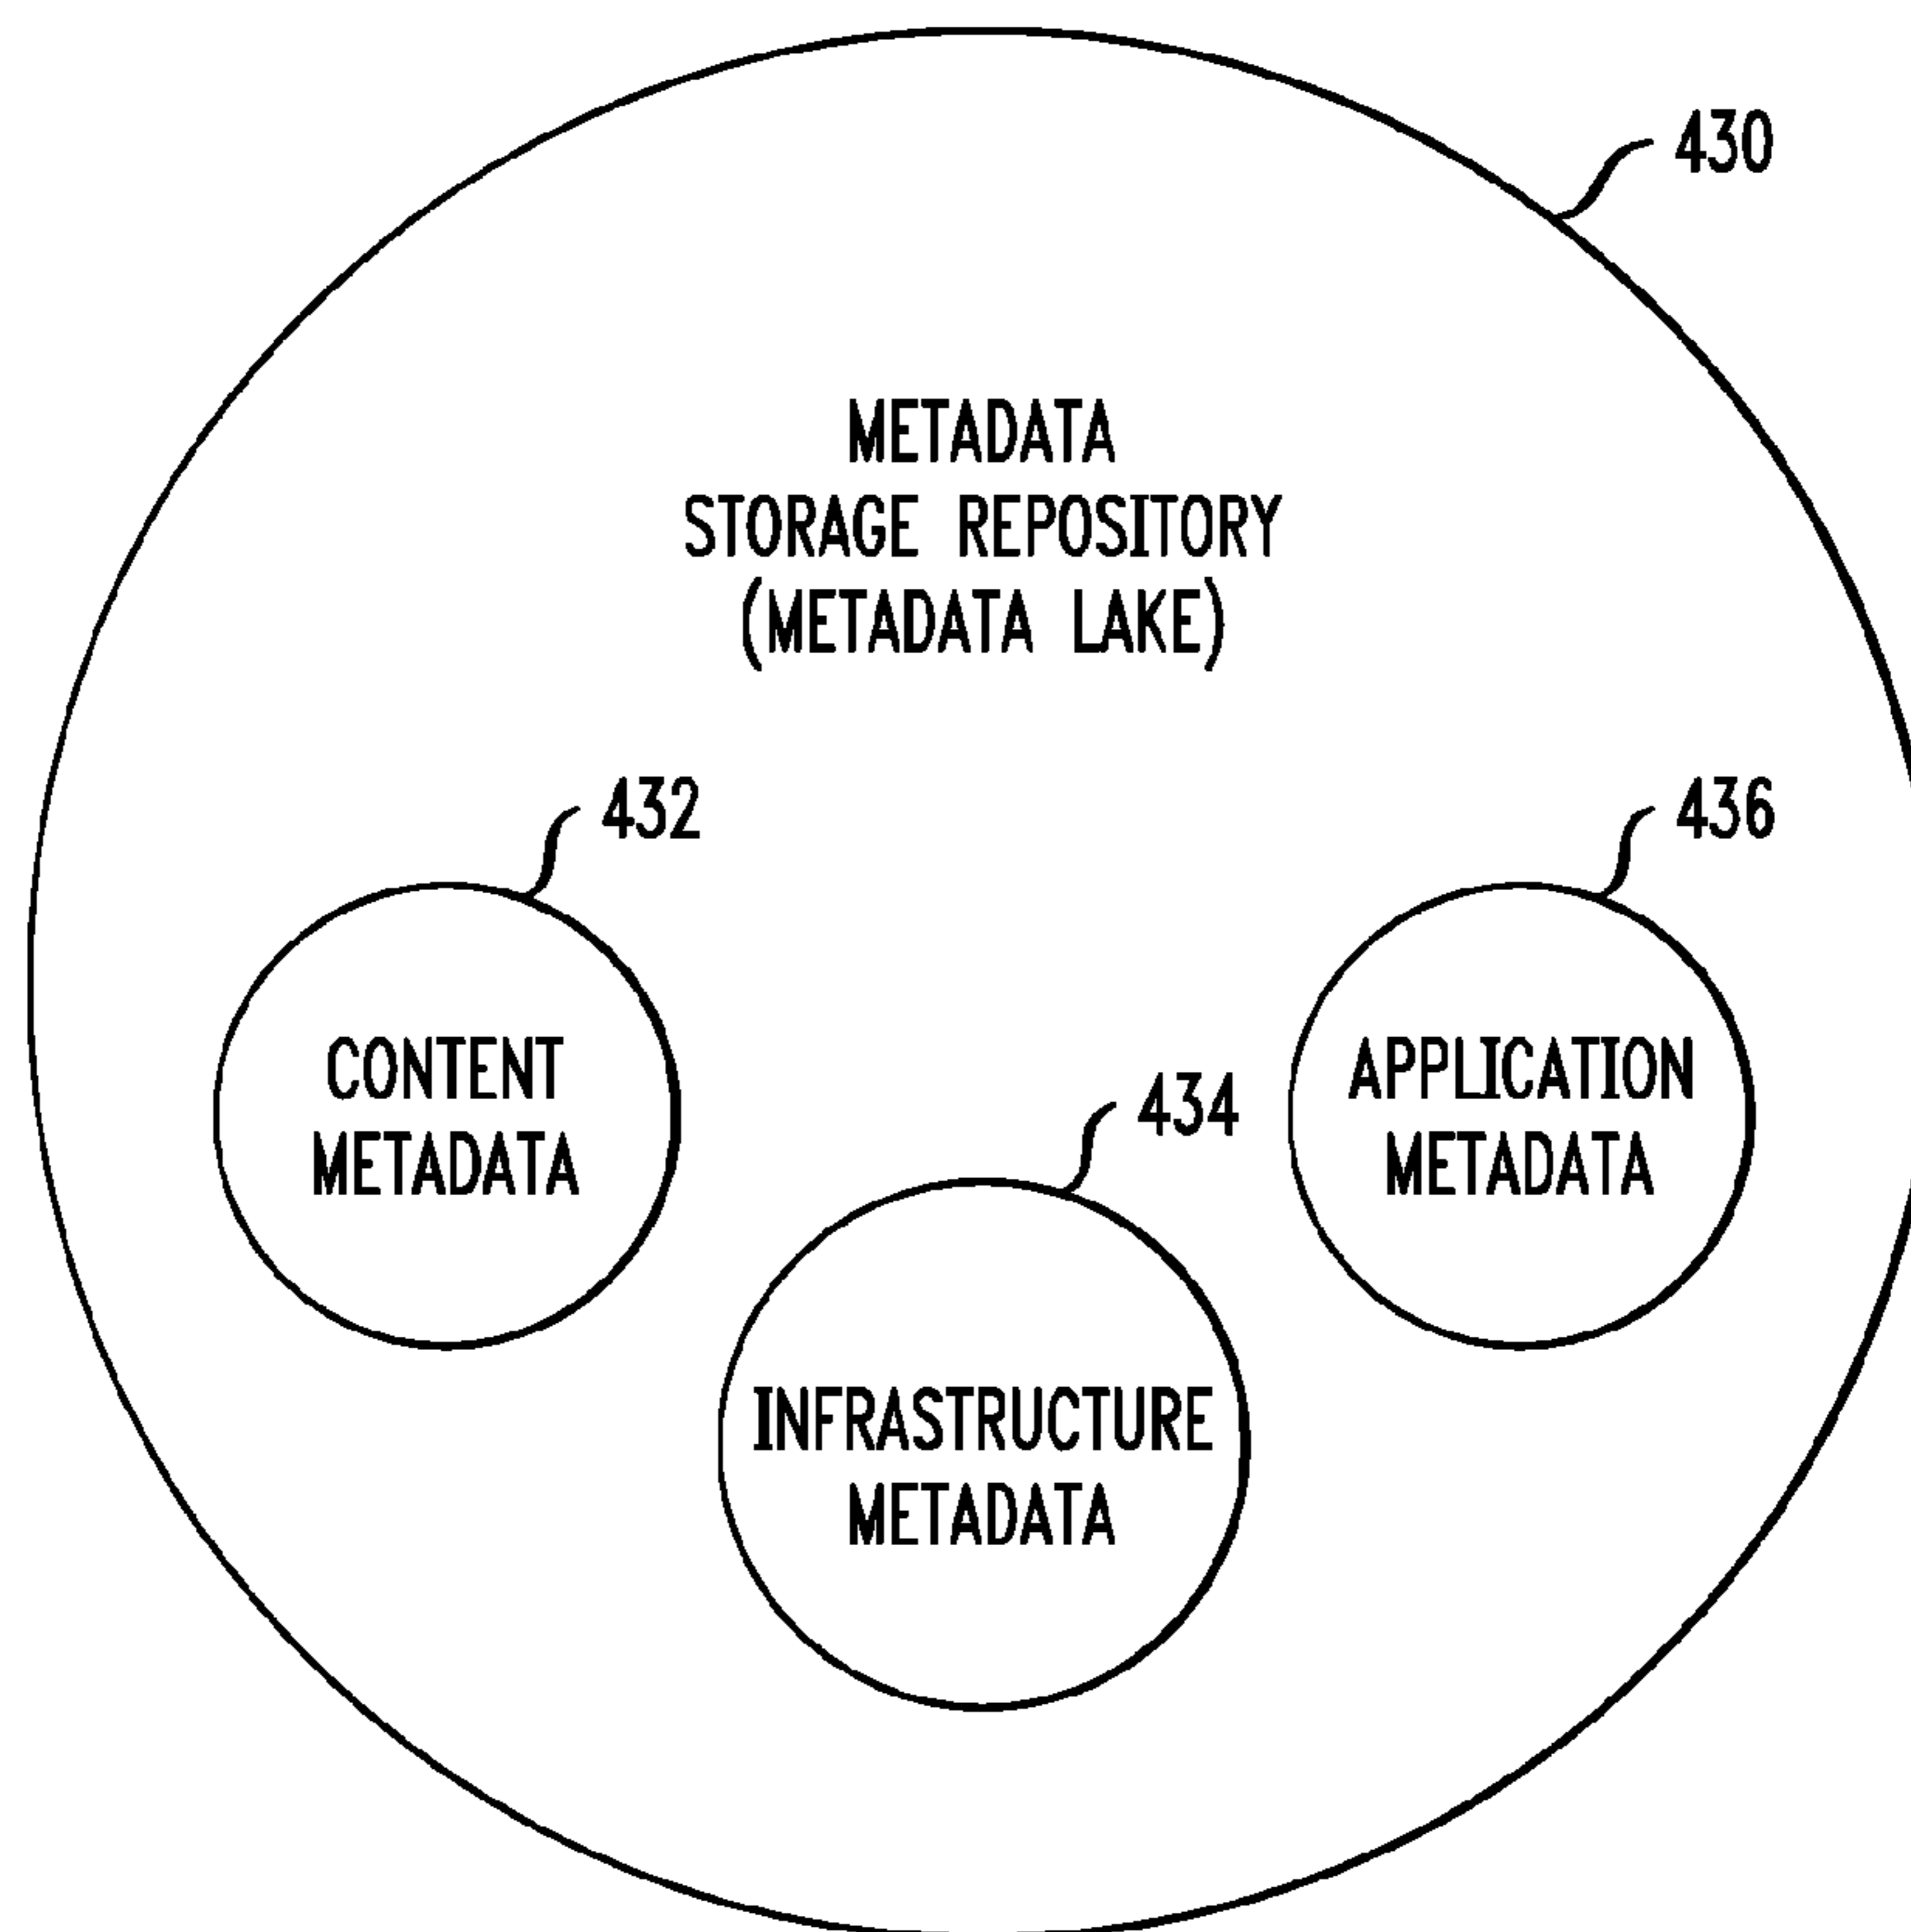 430
METADATA
STORAGE REPOSITORY
(METADATA LAKE)
432
436
CONTENT
METADATA
434
APPLICATION
METADATA
INFRASTRUCTURE
METADATA